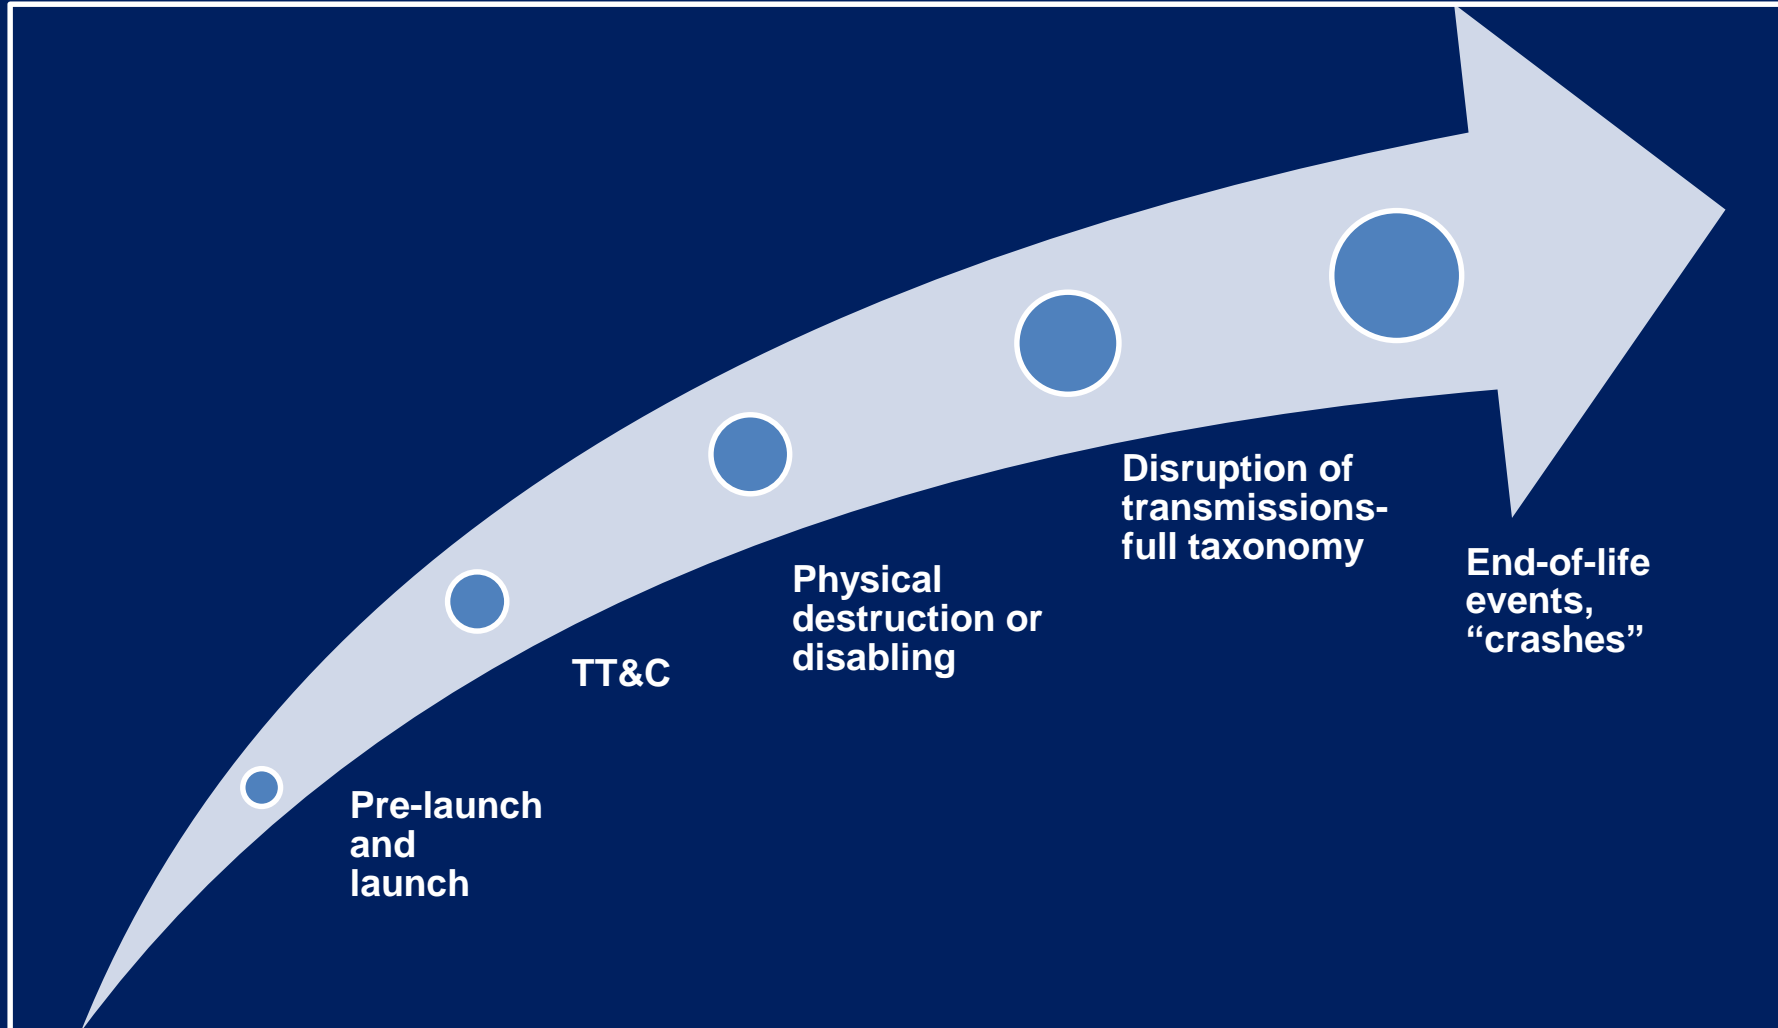 Pre-launch
and
launch
TT&C
Physical
destruction or
disabling
Disruption of
transmissions-
full taxonomy
End-of-life
events,
“crashes”